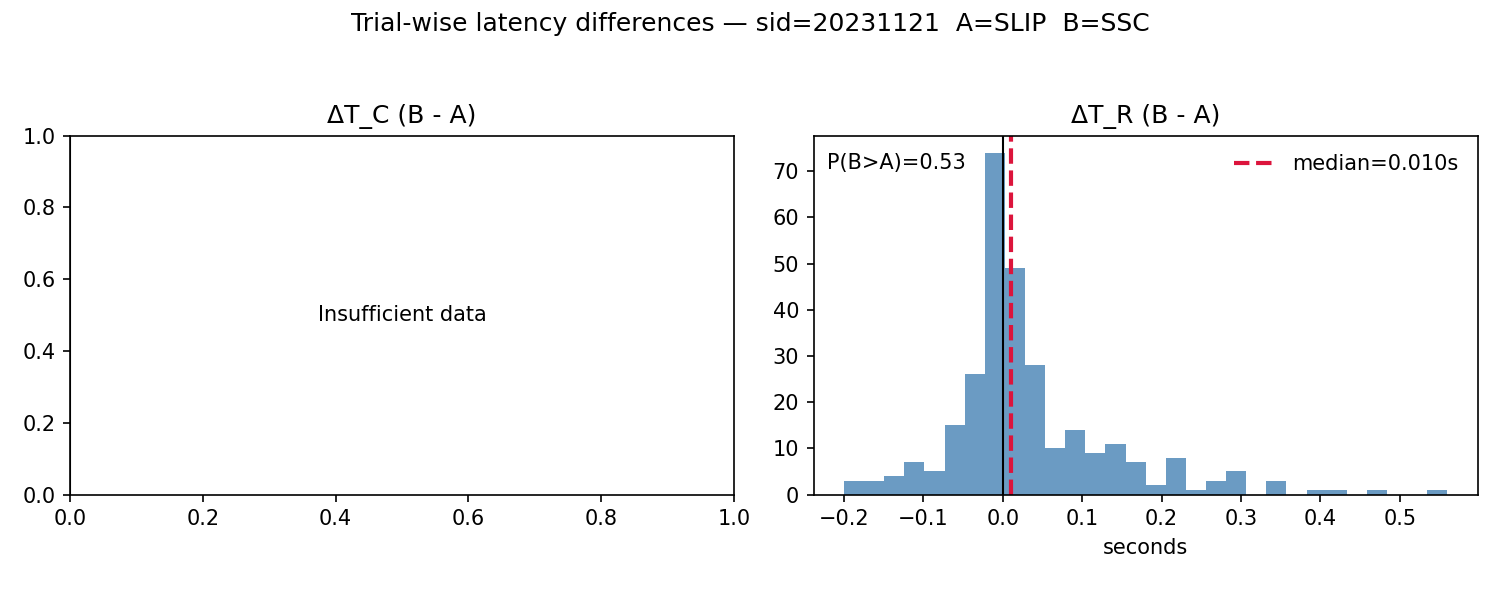 Trial-wise latency differences — sid=20231121  A=SLIP  B=SSC
ΔT_C (B - A)
1.0
0.8
0.6
0.4
0.2
0.0
Insufficient data
0.0 0.2 0.4 0.6 0.8 1.0
ΔT_R (B - A)
P(B>A)=0.53
median=0.010s
70
60
50
40
30
20
10
0
−0.2 −0.1 0.0 0.1 0.2 0.3 0.4 0.5
seconds